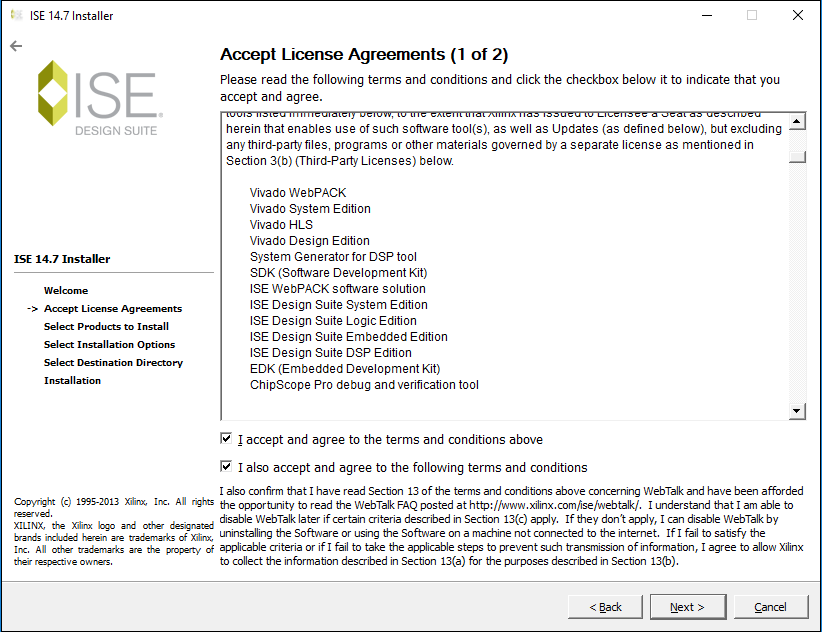 ISE 14.7 Installer
ISE
DESIGN SUITE
ISE 14.7 Installer
Welcome
-> Accept License Agreements
Select Products to Install
Select Installation Options
Select Destination Directory
Installation
Copyright (c) 1995-2013 Xilinx, Inc. All rights
reserved.
XILINX, the Xilinx logo and other designated
brands included herein are trademarks of Xilinx,
Inc. All other trademarks are the property of
their respective owners.
Accept License Agreements (1 of 2)
Please read the following terms and conditions and click the checkbox below it to indicate that you
accept and agree.
tools listed immediately below, to the extent that Xilinx has issued to Licensee a Seat as described
herein that enables use of such software tool(s), as well as Updates (as defined below), but excluding
any third-party files, programs or other materials governed by a separate license as mentioned in
Section 3(b) (Third-Party Licenses) below.
Vivado WebPACK
Vivado System Edition
Vivado HLS
Vivado Design Edition
System Generator for DSP tool
SDK (Software Development Kit)
ISE WebPACK software solution
ISE Design Suite System Edition
ISE Design Suite Logic Edition
ISE Design Suite Embedded Edition
ISE Design Suite DSP Edition
EDK (Embedded Development Kit)
ChipScope Pro debug and verification tool
I accept and agree to the terms and conditions above
I also accept and agree to the following terms and conditions
I also confirm that I have read Section 13 of the terms and conditions above concerning WebTalk and have been afforded
the opportunity to read the WebTalk FAQ posted at http://www.xilinx.com/ise/webtalk/. I understand that I am able to
disable WebTalk later if certain criteria described in Section 13(c) apply. If they don't apply, I can disable WebTalk by
uninstalling the Software or using the Software on a machine not connected to the internet. If I fail to satisfy the
applicable criteria or if I fail to take the applicable steps to prevent such transmission of information, I agree to allow Xilinx
to collect the information described in Section 13(a) for the purposes described in Section 13(b).
< Back
Next >
Cancel